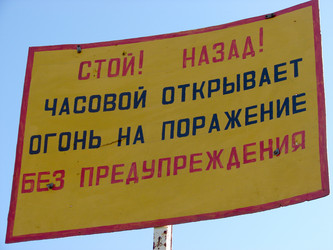 СТОЙ! НАЗАД!
ЧАСОВОЙ ОТКРЫВАЕТ
ОГОНЬ НА ПОРАЖЕНИЕ
БЕЗ ПРЕДУПРЕЖДЕНИЯ